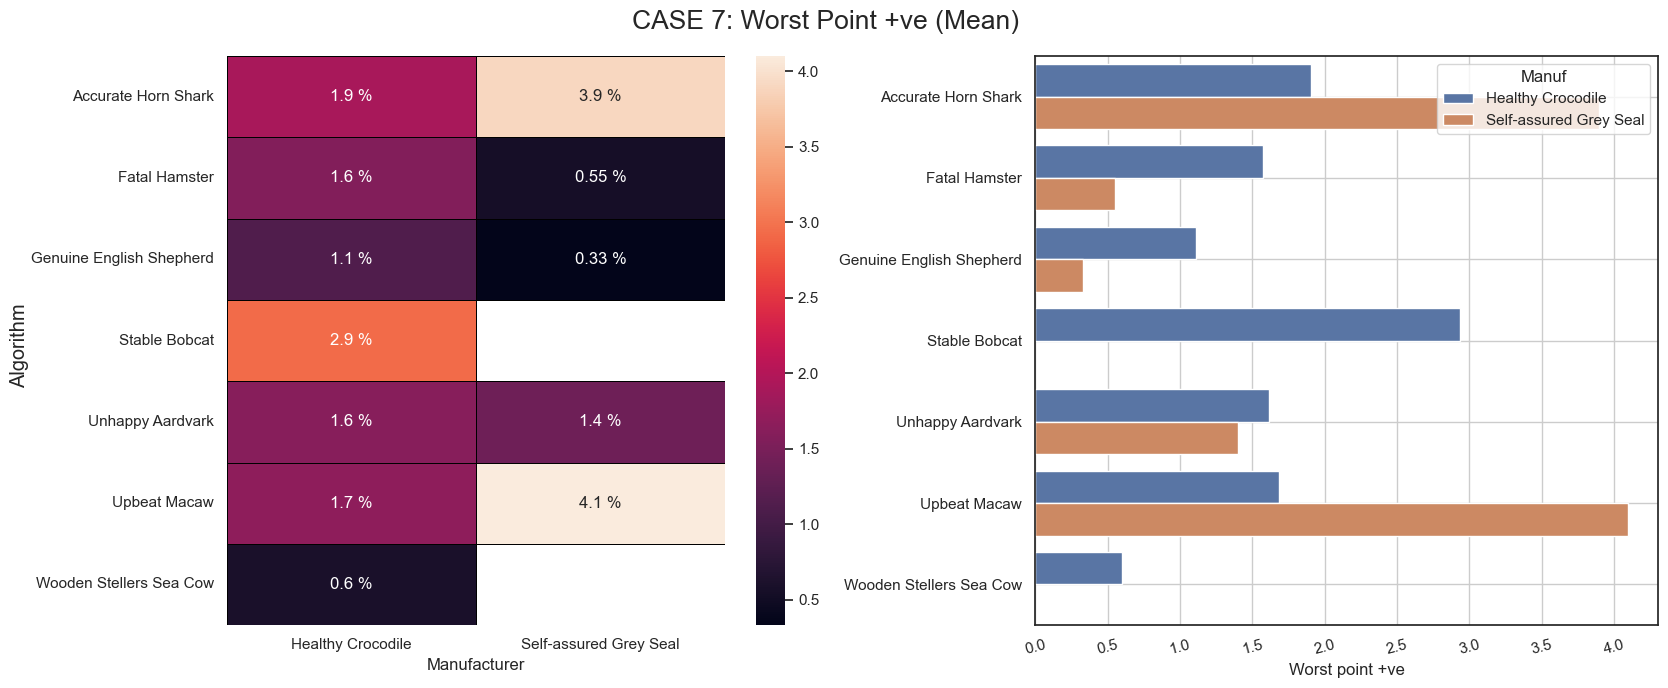 CASE 7: Worst Point +ve (Mean)
Algorithm
Accurate Horn Shark
1.9 %
3.9 %
Fatal Hamster
1.6 %
0.55 %
Genuine English Shepherd
1.1 %
0.33 %
Stable Bobcat
2.9 %
Unhappy Aardvark
1.6 %
1.4 %
Upbeat Macaw
1.7 %
4.1 %
Wooden Stellers Sea Cow
0.6 %
Healthy Crocodile
Self-assured Grey Seal
Manufacturer
4.0
3.5
3.0
2.5
2.0
1.5
1.0
0.5
Manuf
Healthy Crocodile
Self-assured Grey Seal
Accurate Horn Shark
Fatal Hamster
Genuine English Shepherd
Stable Bobcat
Unhappy Aardvark
Upbeat Macaw
Wooden Stellers Sea Cow
0.0
0.5
1.0
1.5
2.0
2.5
3.0
3.5
4.0
Worst point +ve